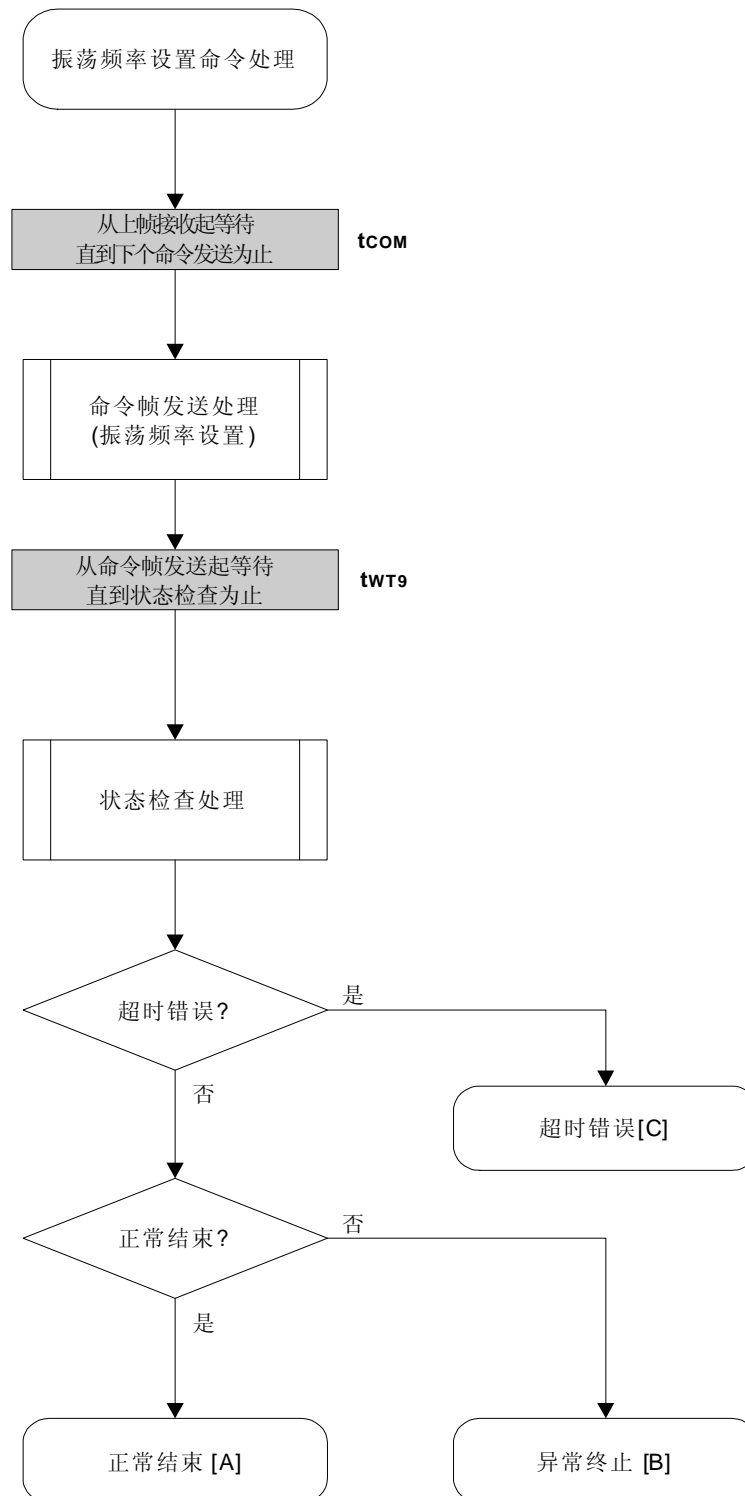 振荡频率设置命令处理
从上帧接收起等待
直到下个命令发送为止
tCOM
命令帧发送处理
(振荡频率设置)
从命令帧发送起等待
直到状态检查为止
tWT9
状态检查处理
超时错误?
是
否
超时错误[C]
正常结束?
否
是
正常结束 [A]
异常终止 [B]